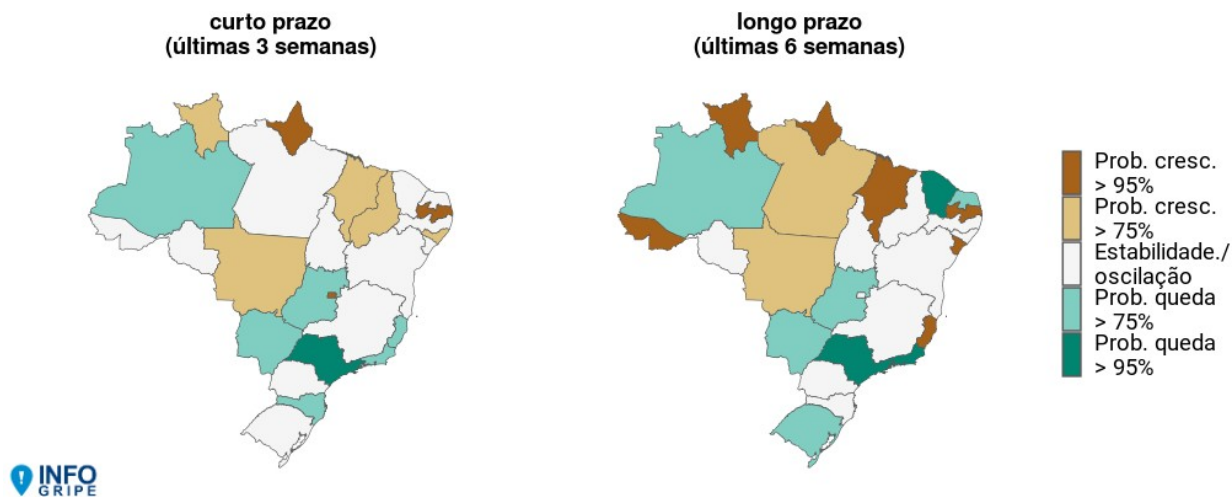 curto prazo
(últimas 3 semanas)
longo prazo
(últimas 6 semanas)
Prob. cresc.
> 95%
Prob. cresc.
> 75%
Estabilidade./
oscilação
Prob. queda
> 75%
Prob. queda
> 95%
INFO
GRIPE